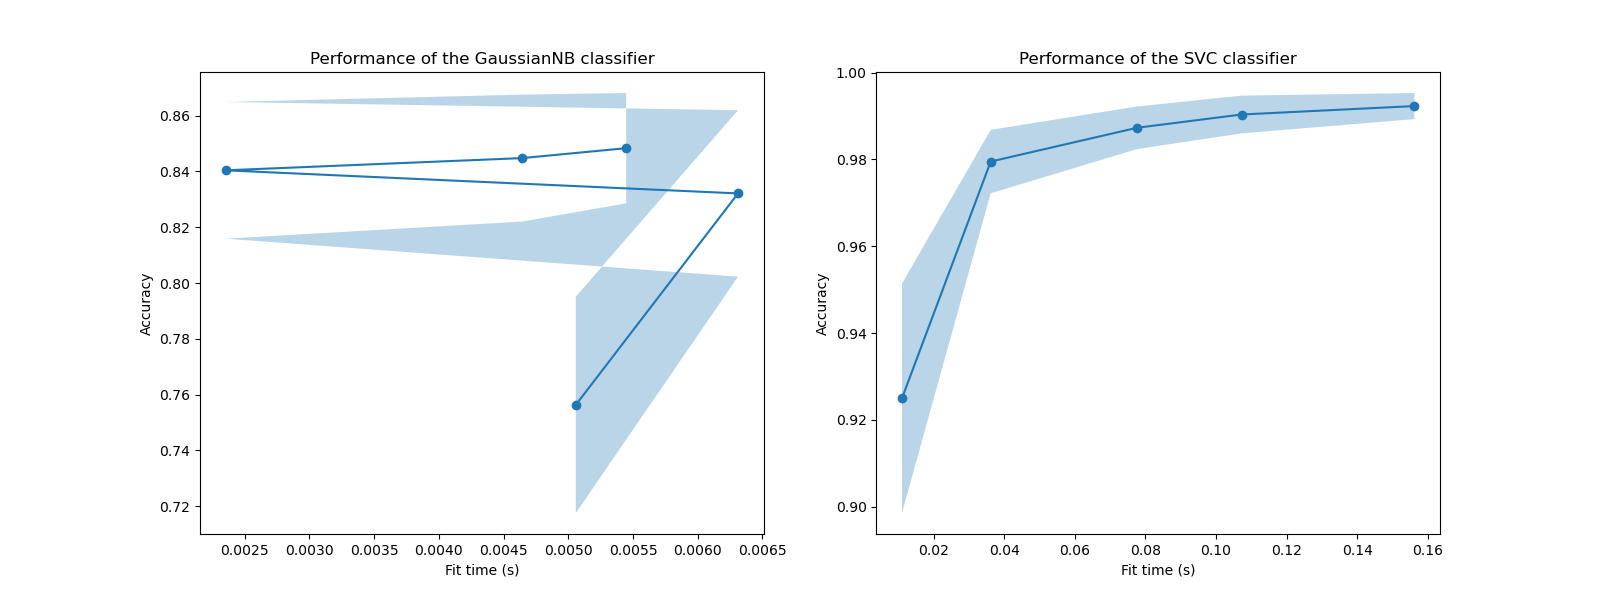 Performance of the GaussianNB classifier
Accuracy
0.86
0.84
0.82
0.80
0.78
0.76
0.74
0.72
0.0025 0.0030 0.0035 0.0040 0.0045 0.0050 0.0055 0.0060 0.0065
Fit time (s)
Performance of the SVC classifier
Accuracy
1.00
0.98
0.96
0.94
0.92
0.90
0.02 0.04 0.06 0.08 0.10 0.12 0.14 0.16
Fit time (s)